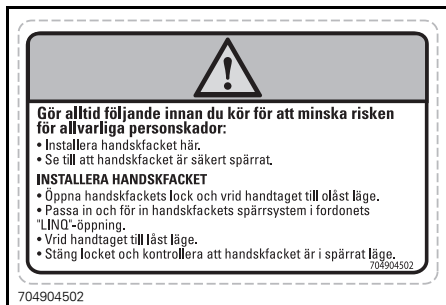 Gör alltid följande innan du kör för att minska risken
för allvarliga personskador:
• Installera handskfacket här.
• Se till att handskfacket är säkert spärrat.
INSTALLERA HANDSKFACKET
• Öppna handskfackets lock och vrid handtaget till olåst läge.
• Passa in och för in handskfackets spärrsystem i fordonets
"LINQ"-öppning.
• Vrid handtaget till låst läge.
• Stäng locket och kontrollera att handskfacket är i spärrat läge.
704904502
704904502